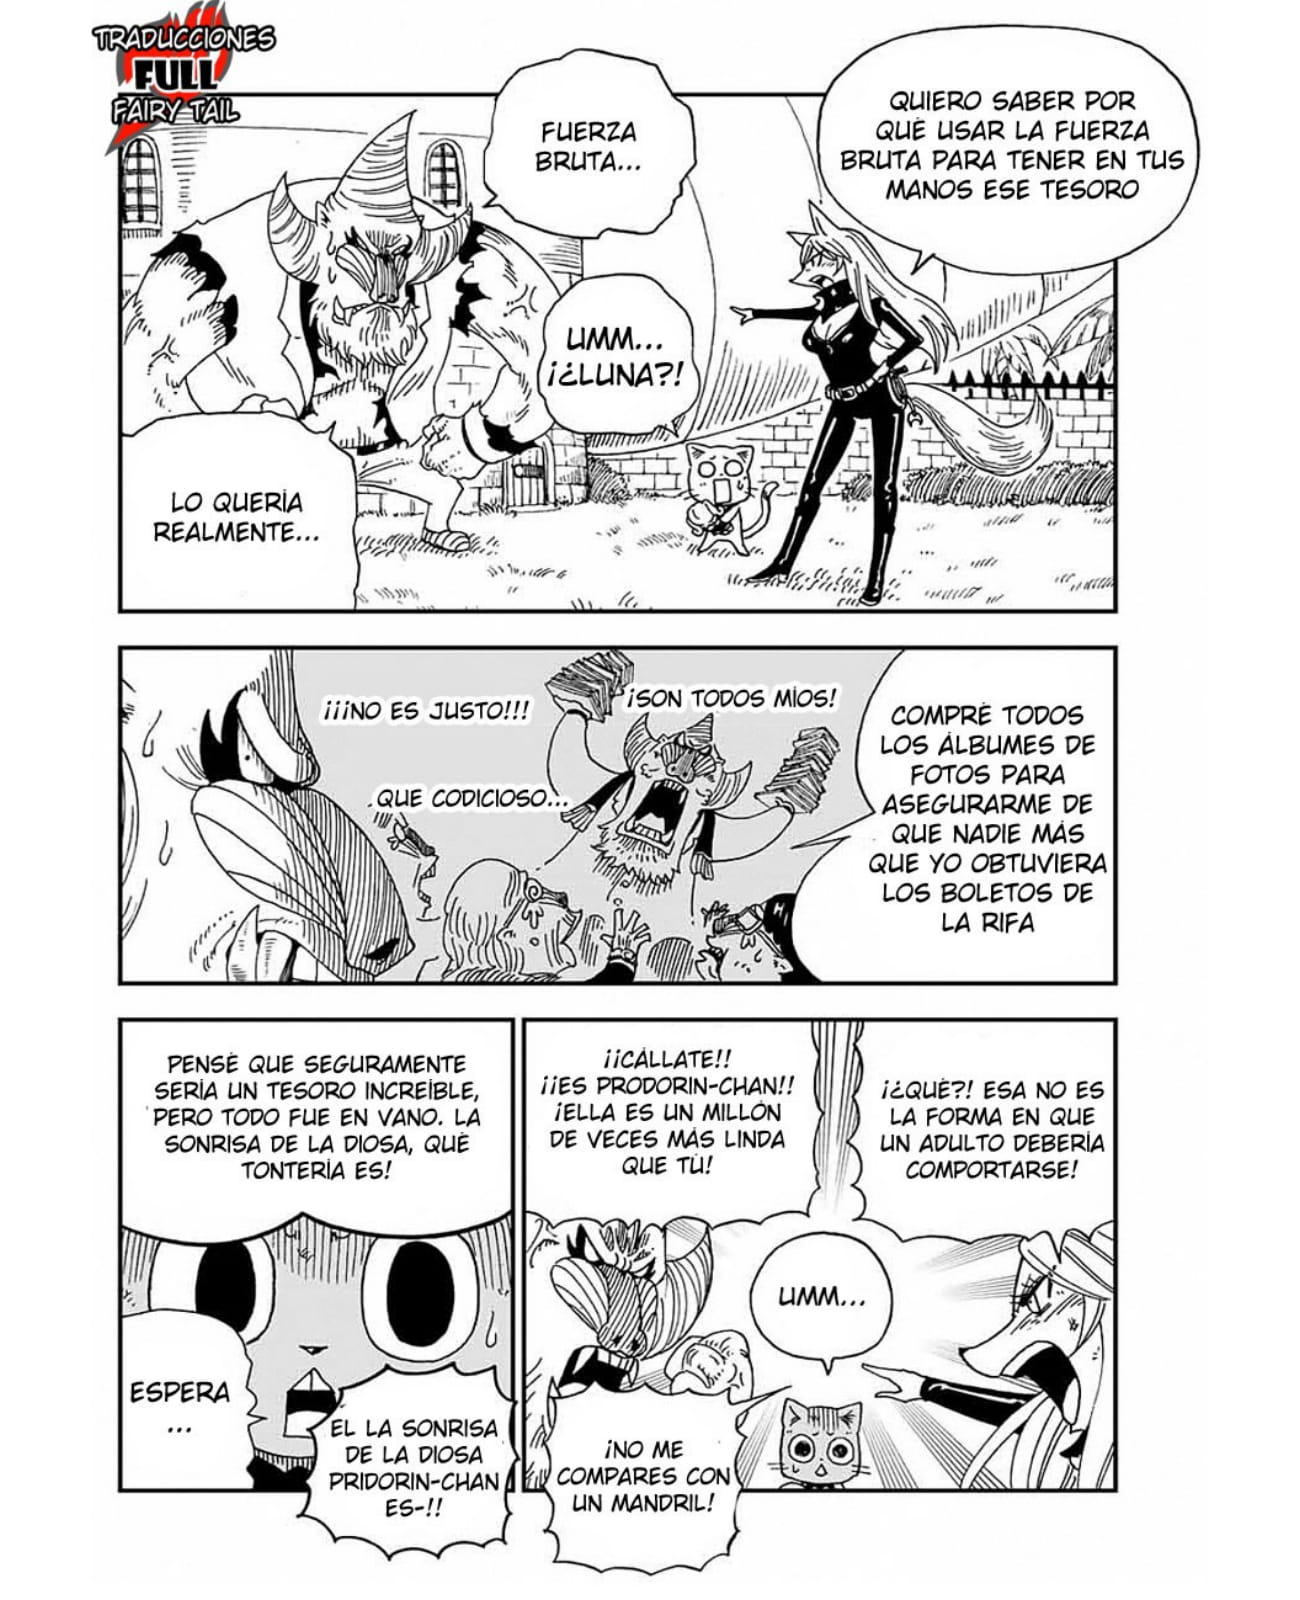 TRADUCCIONES
FULL
FAIRY TAIL
QUIERO SABER POR
QUÉ USAR LA FUERZA
BRUTA PARA TENER EN TUS
MANOS ESE TESORO
FUERZA
BRUTA...
UMM...
¡¿LUNA?!
LO QUERÍA
REALMENTE...
COMPRÉ TODOS
LOS ÁLBUMES DE
FOTOS PARA
ASEGURARME DE
QUE NADIE MÁS
QUE YO OBTUVIERA
LOS BOLETOS DE
LA RIFA
¡SON TODOS MÍOS!
¡¡¡NO ES JUSTO!!!
QUE CODICIOSO...
¡¿QUÉ?! ESA NO ES
LA FORMA EN QUE
UN ADULTO DEBERÍA
COMPORTARSE!
¡¡CÁLLATE!!
¡¡ES PRODORIN-CHAN!!
¡ELLA ES UN MILLÓN
DE VECES MÁS LINDA
QUE TÚ!
UMM...
¡NO ME
COMPARES CON
UN MANDRIL!
PENSÉ QUE SEGURAMENTE
SERÍA UN TESORO INCREÍBLE,
PERO TODO FUE EN VANO. LA
SONRISA DE LA DIOSA, QUÉ
TONTERÍA ES!
EL LA SONRISA
DE LA DIOSA
PRIDORIN-CHAN
ES-!!
ESPERA
...